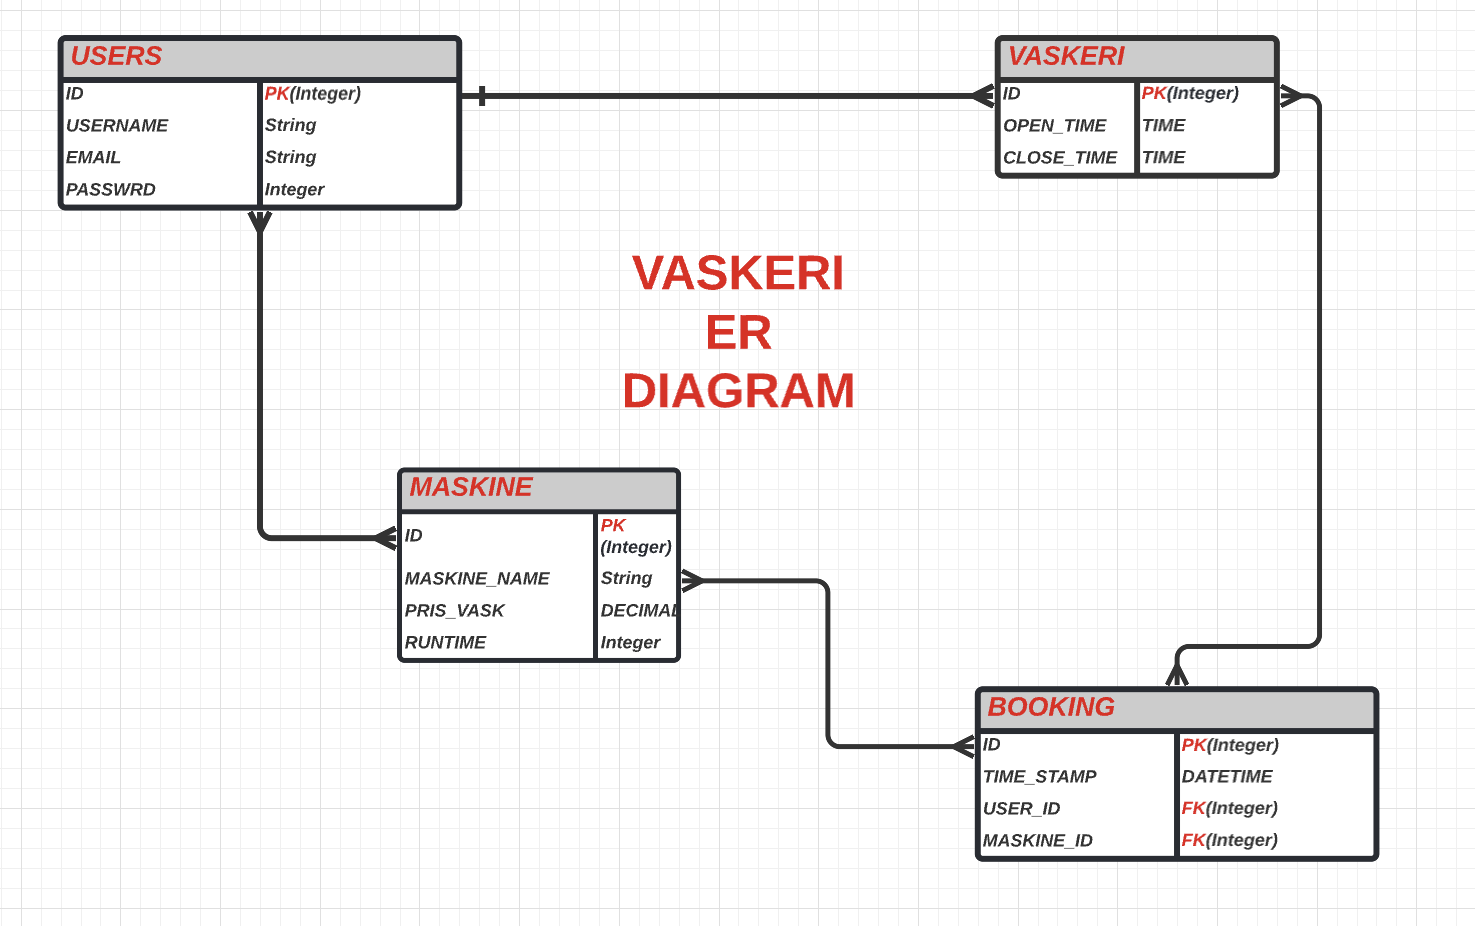 USERS
ID PK(Integer)
USERNAME String
EMAIL String
PASSWRD Integer
VASKERI
ID PK(Integer)
OPEN_TIME TIME
CLOSE_TIME TIME
VASKERI
ER
DIAGRAM
MASKINE
ID PK
(Integer)
MASKINE_NAME String
PRIS_VASK DECIMAL
RUNTIME Integer
BOOKING
ID PK(Integer)
TIME_STAMP DATETIME
USER_ID FK(Integer)
MASKINE_ID FK(Integer)